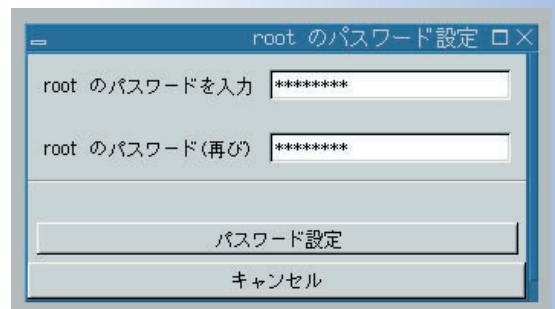 root のパスワード設定
root のパスワードを入力 ********
root のパスワード(再び) ********
パスワード設定
キャンセル